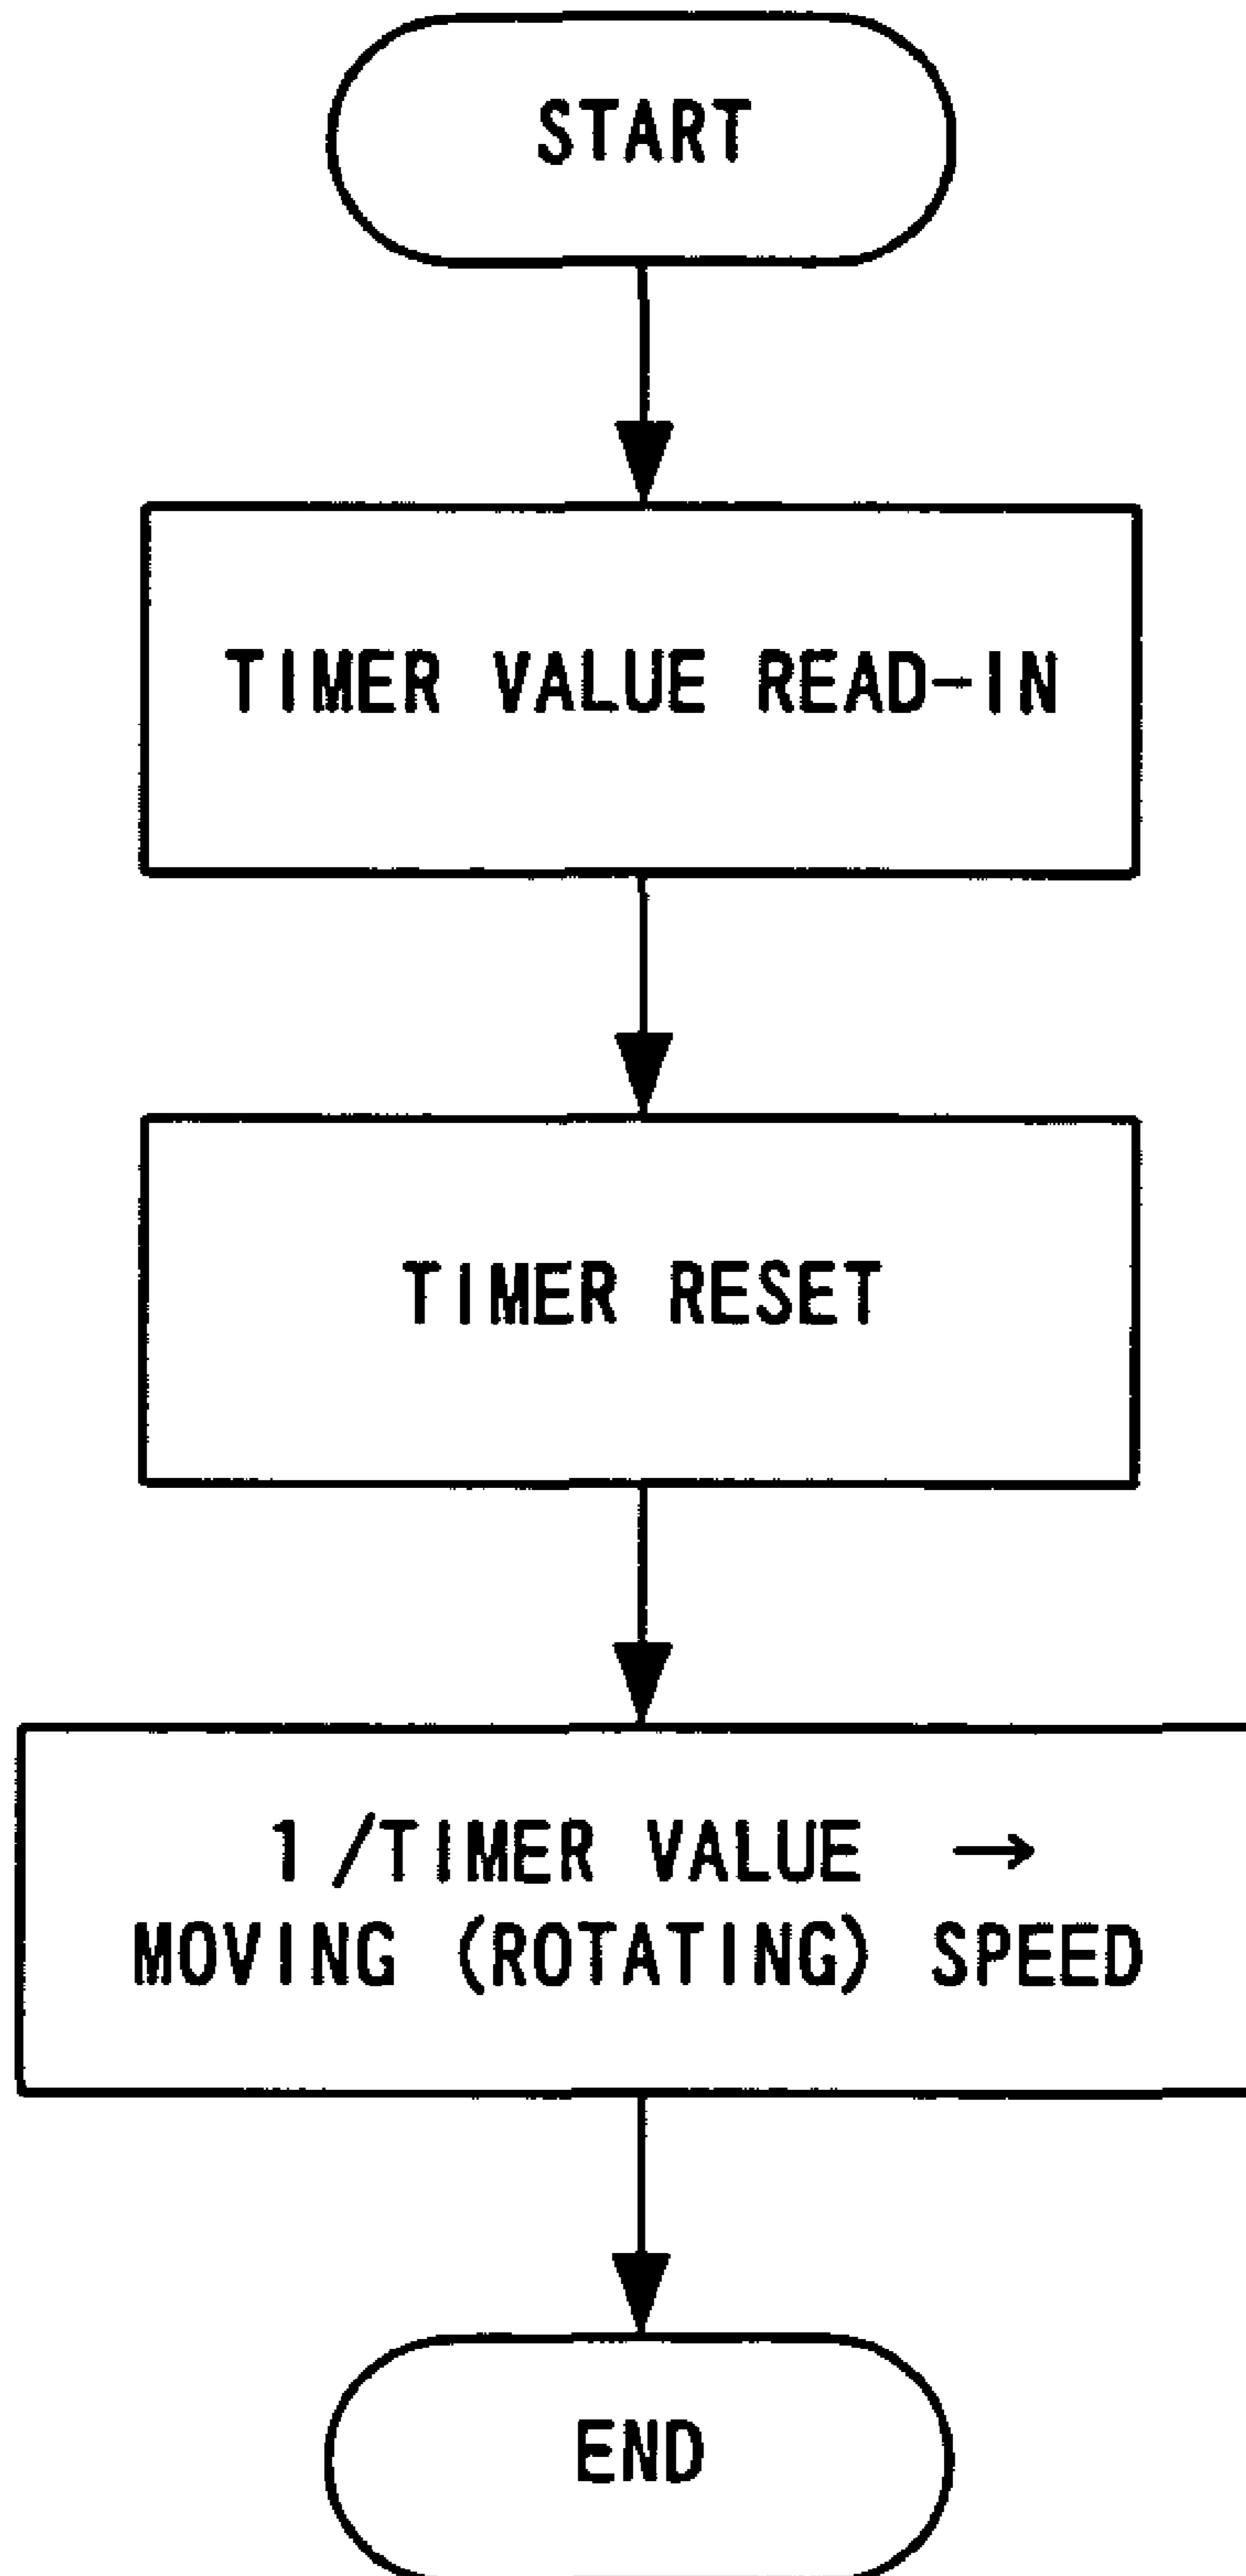 START
TIMER VALUE READ-IN
TIMER RESET
1/TIMER VALUE →
MOVING (ROTATING) SPEED
END